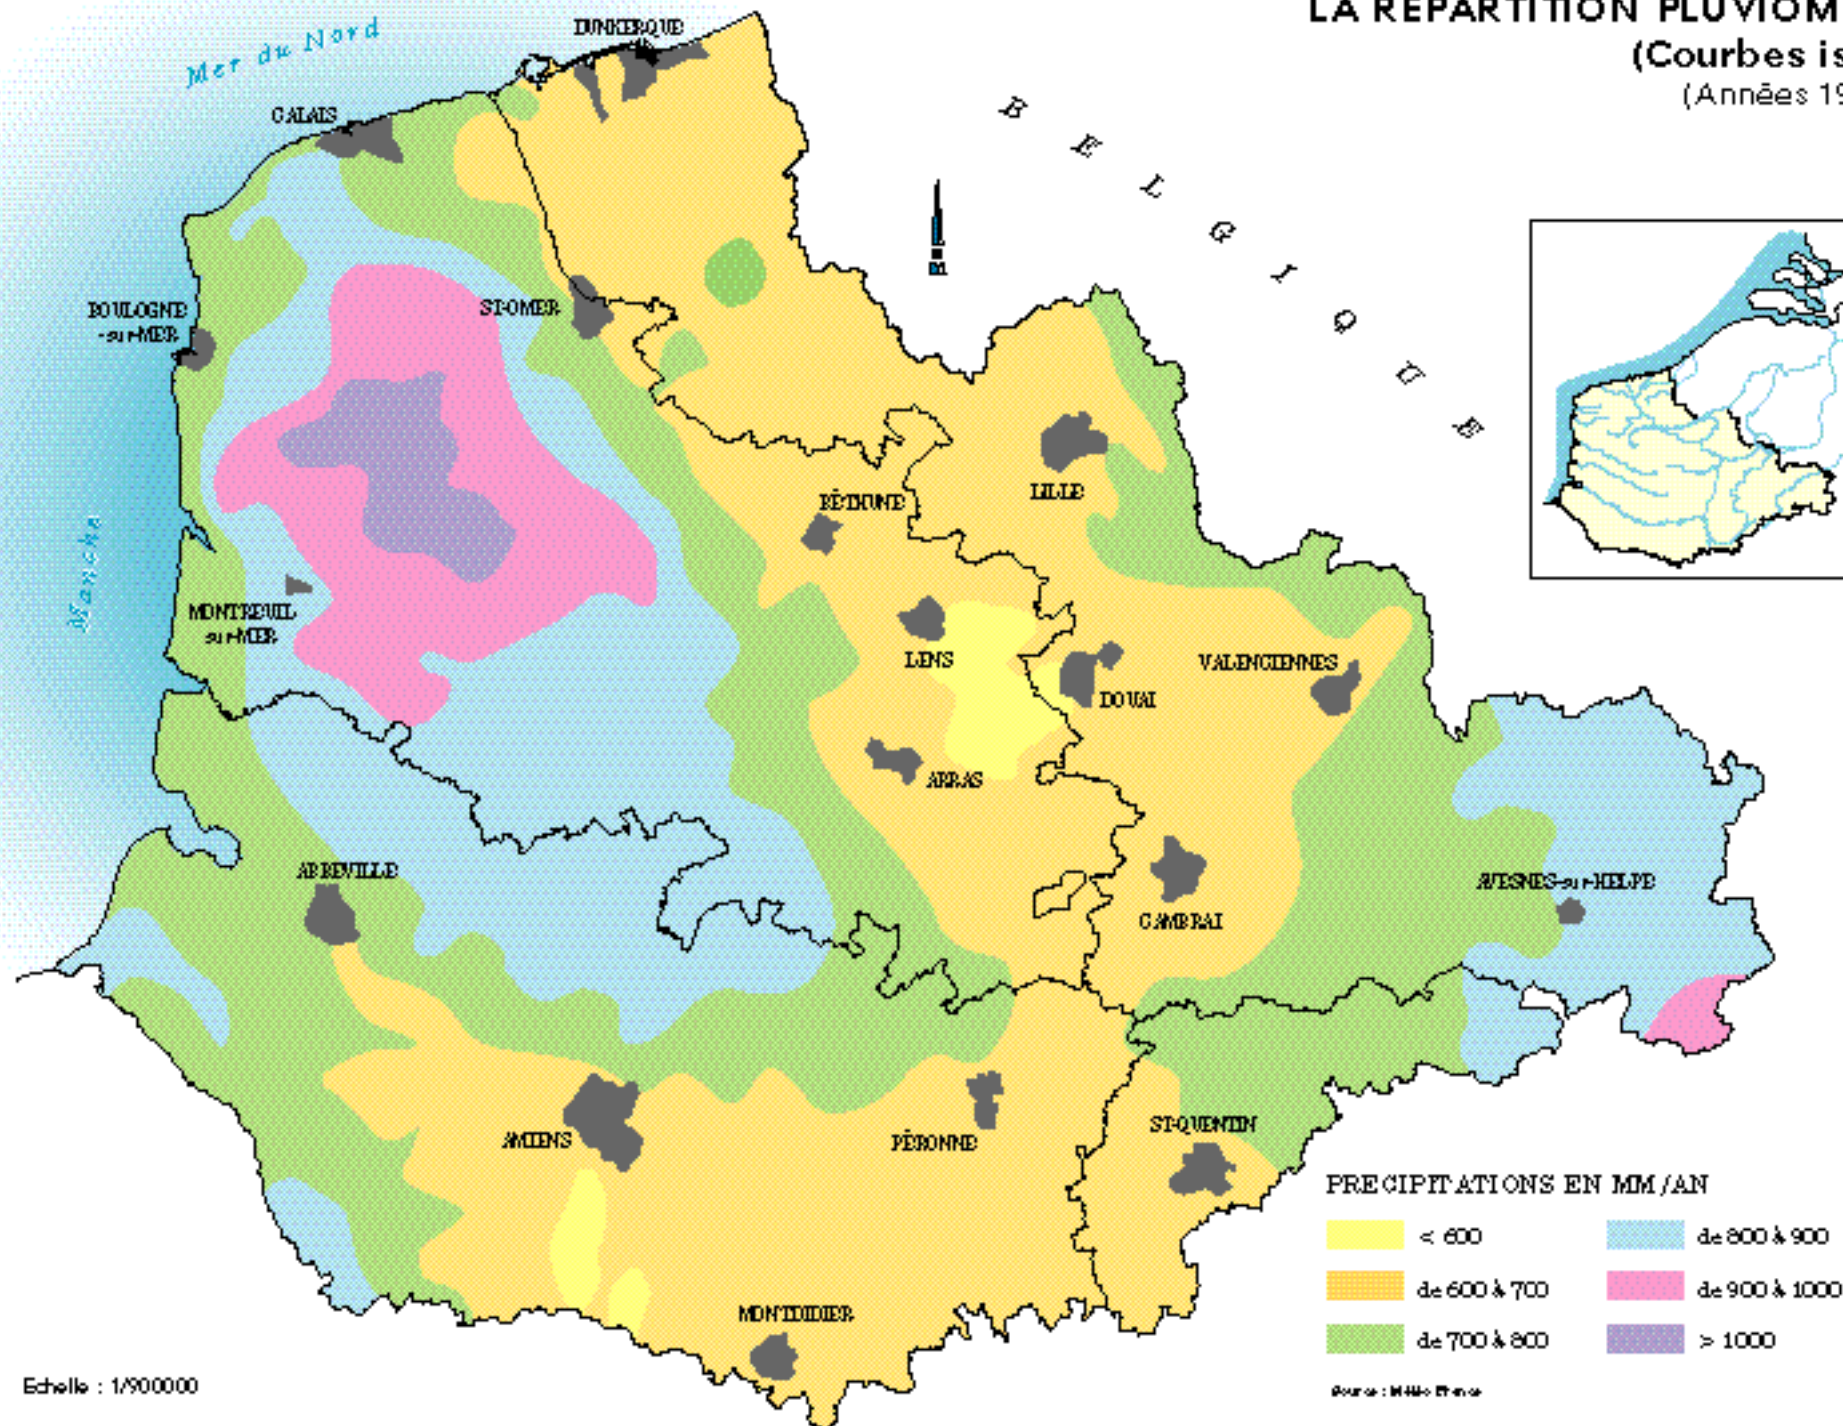 LA REPARTITION PLUVIOM
(Courbes is
(Années 19
Mer du Nord
DUNKERQUE
CALAIS
BELGIQUE
BOULOGNE
-sur-MER
ST-OMER
LILLE
BÉTHUNE
Manche
MONTREUIL
sur-MER
LENS
DOUAI
VALENCIENNES
ARRAS
ABBEVILLE
CAMBRAI
AVESNES-sur-HELPE
AMIENS
PÉRONNE
ST-QUENTIN
MONTDIDIER
PRECIPITATIONS EN MM/AN
< 600
de 600 à 700
de 700 à 800
de 800 à 900
de 900 à 1000
> 1000
Source : Météo France
Echelle : 1/900000